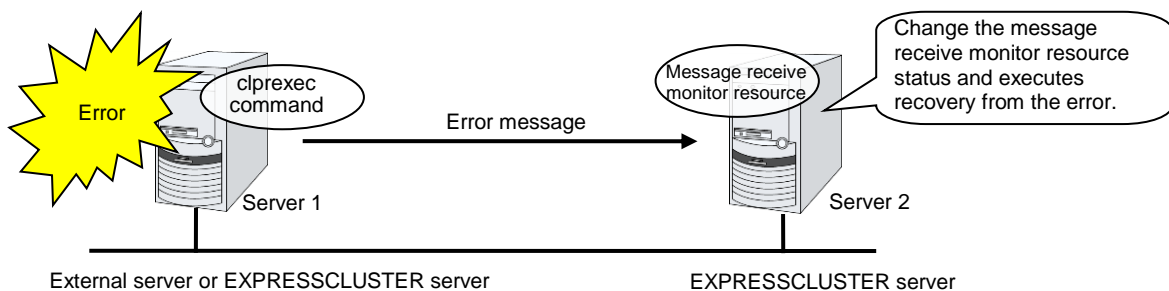 Error
clprexec
command
Error message
Message receive
monitor resource
Change the message
receive monitor resource
status and executes
recovery from the error.
Server 1
Server 2
External server or EXPRESSCLUSTER server
EXPRESSCLUSTER server